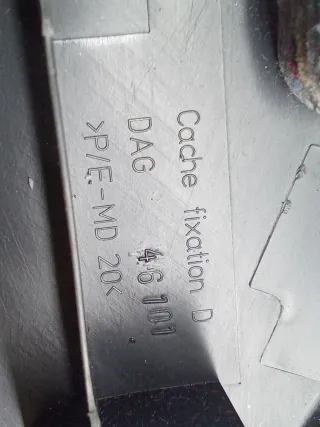 Cache fixation D
DAG 46 101
>P/E-MD 20<